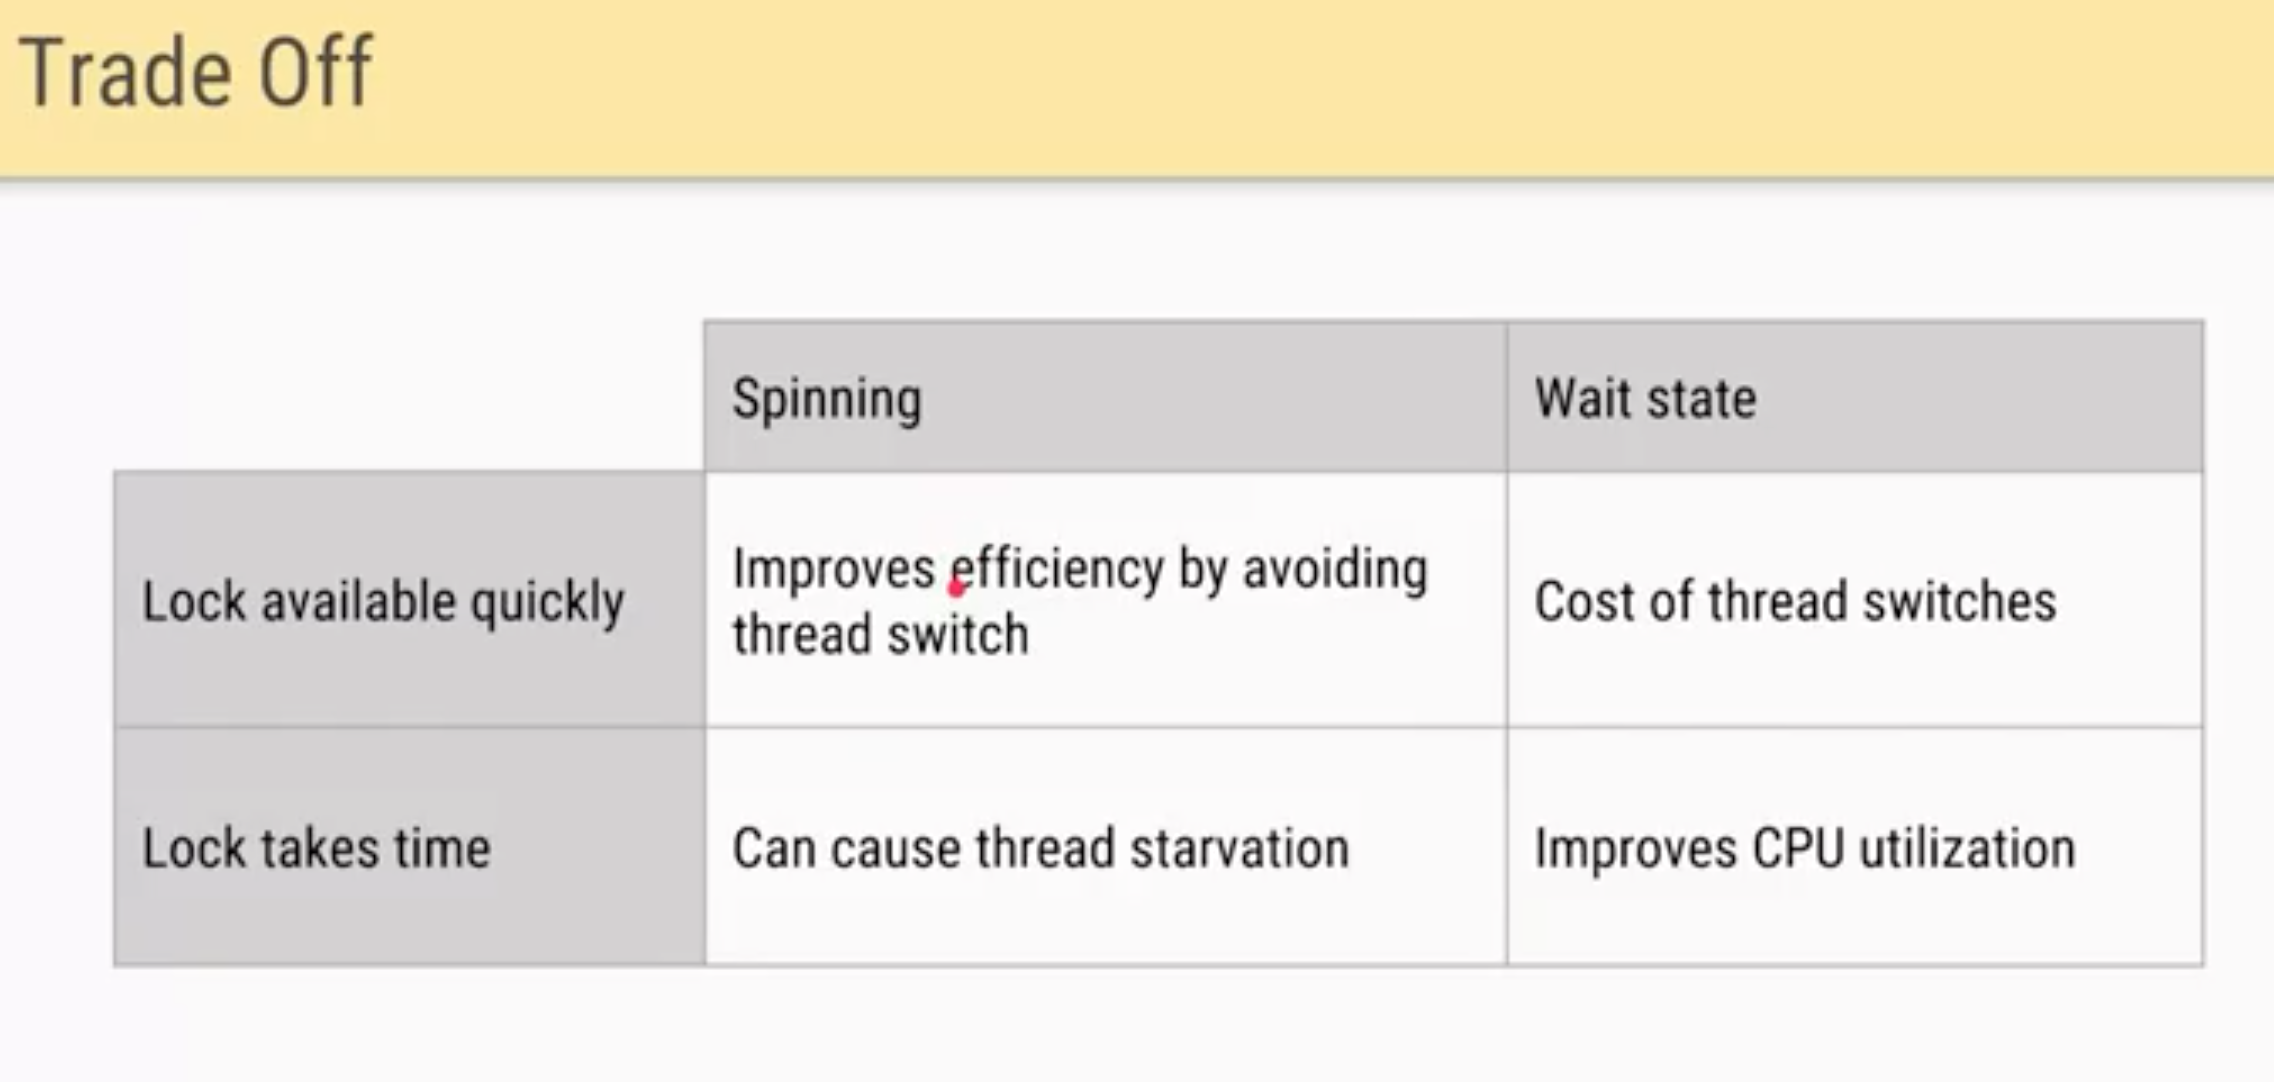 Trade Off
Spinning
Wait state
Lock available quickly
Improves efficiency by avoiding
thread switch
Cost of thread switches
Lock takes time
Can cause thread starvation
Improves CPU utilization